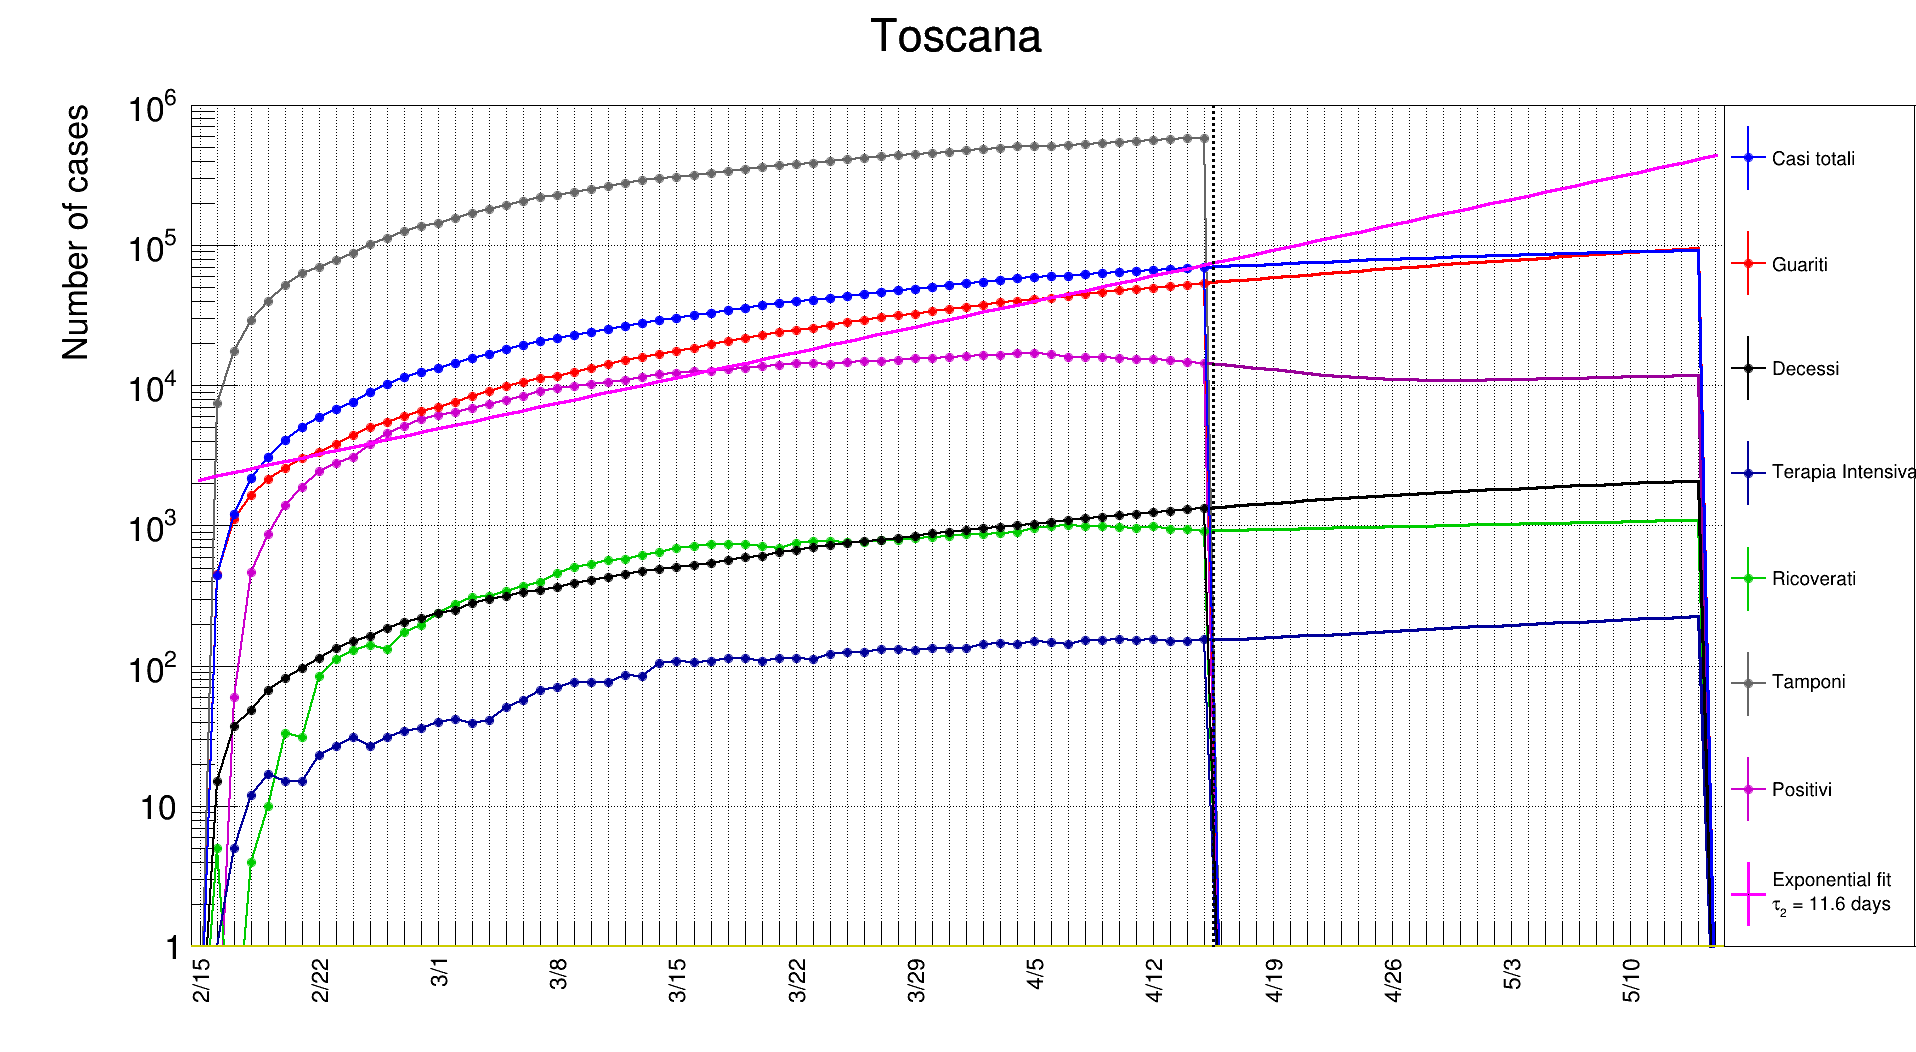 Toscana
Number of cases
10^6
10^5
10^4
10^3
10^2
10
1
2/15 2/22 3/1 3/8 3/15 3/22 3/29 4/5 4/12 4/19 4/26 5/3 5/10
Casi totali
Guariti
Decessi
Terapia Intensiva
Ricoverati
Tamponi
Positivi
Exponential fit
τ₂ = 11.6 days